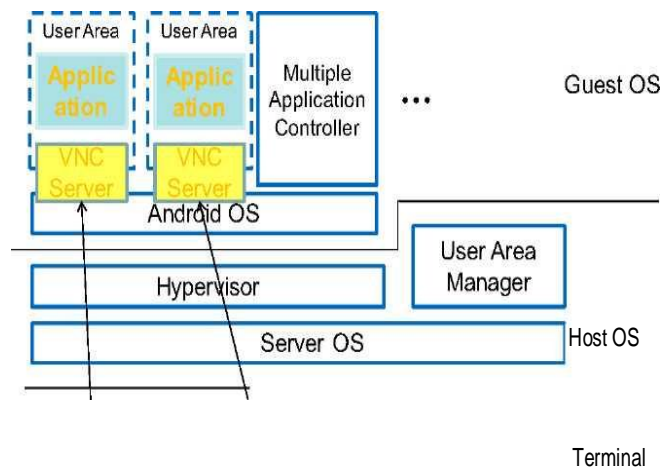 User Area
Applic
ation
VNC
Server
User Area
Applic
ation
VNC
Server
Multiple
Application
Controller
...
Guest OS
Android OS
Hypervisor
User Area
Manager
Server OS
Host OS
Terminal